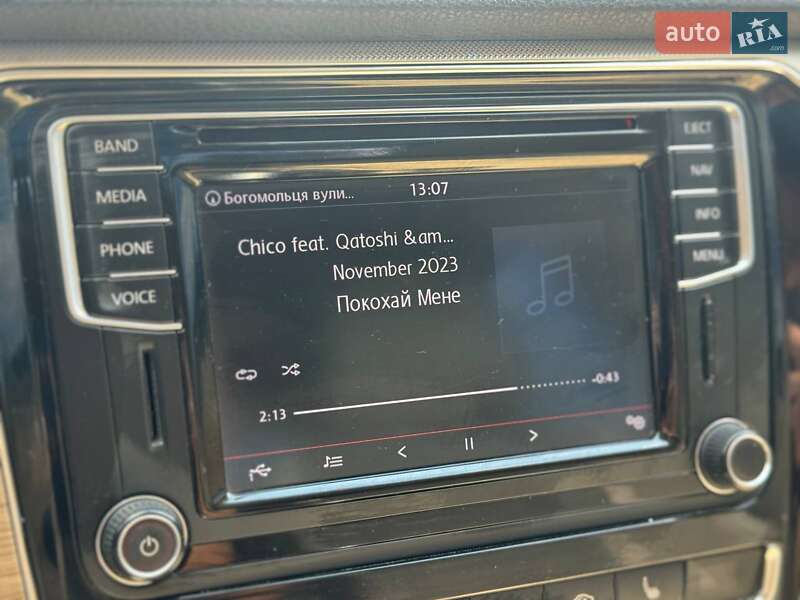 auto RIA .com
BAND
EJECT
MEDIA
NAV
PHONE
INFO
VOICE
MENU
Богомольця вули...
13:07
Chico feat. Qatoshi &am...
November 2023
Покохай Мене
2:13
-0:43